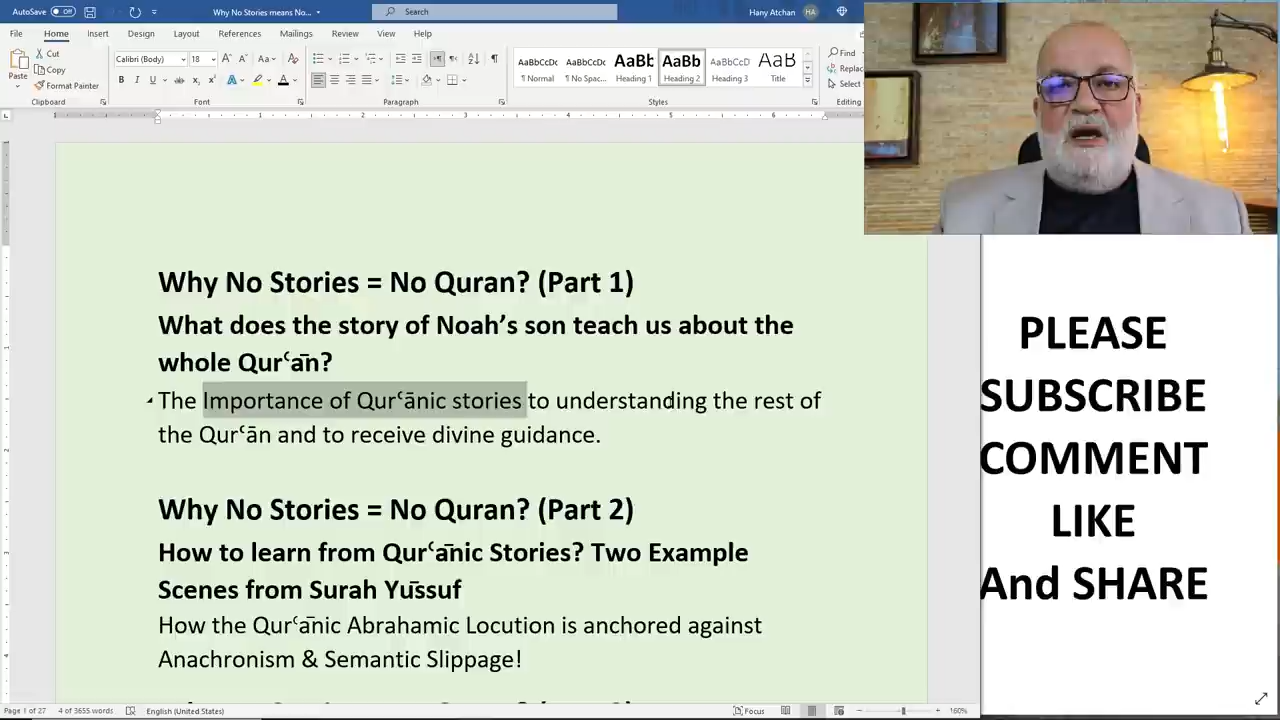 AutoSave Off
Why No Stories means No...
Search
Hany Atchan HA
File Home Insert Design Layout References Mailings Review View Help
Paste
Cut
Copy
Format Painter
Calibri (Body) 18
AaBbCcDc AaBbCcDc AaBb AaBb AaBbCcD AaB
¶ Normal ¶ No Spac... Heading 1 Heading 2 Heading 3 Title
Find
Replac
Select
Clipboard Font Paragraph Styles Editing
Why No Stories = No Quran? (Part 1)
What does the story of Noah's son teach us about the
whole Qurʿān?
The Importance of Qurʿānic stories to understanding the rest of
the Qurʿān and to receive divine guidance.
Why No Stories = No Quran? (Part 2)
How to learn from Qurʿānic Stories? Two Example
Scenes from Surah Yūssuf
How the Qurʿānic Abrahamic Locution is anchored against
Anachronism & Semantic Slippage!
PLEASE
SUBSCRIBE
COMMENT
LIKE
And SHARE
Page 1 of 27 4 of 3655 words English (United States) Focus 160%